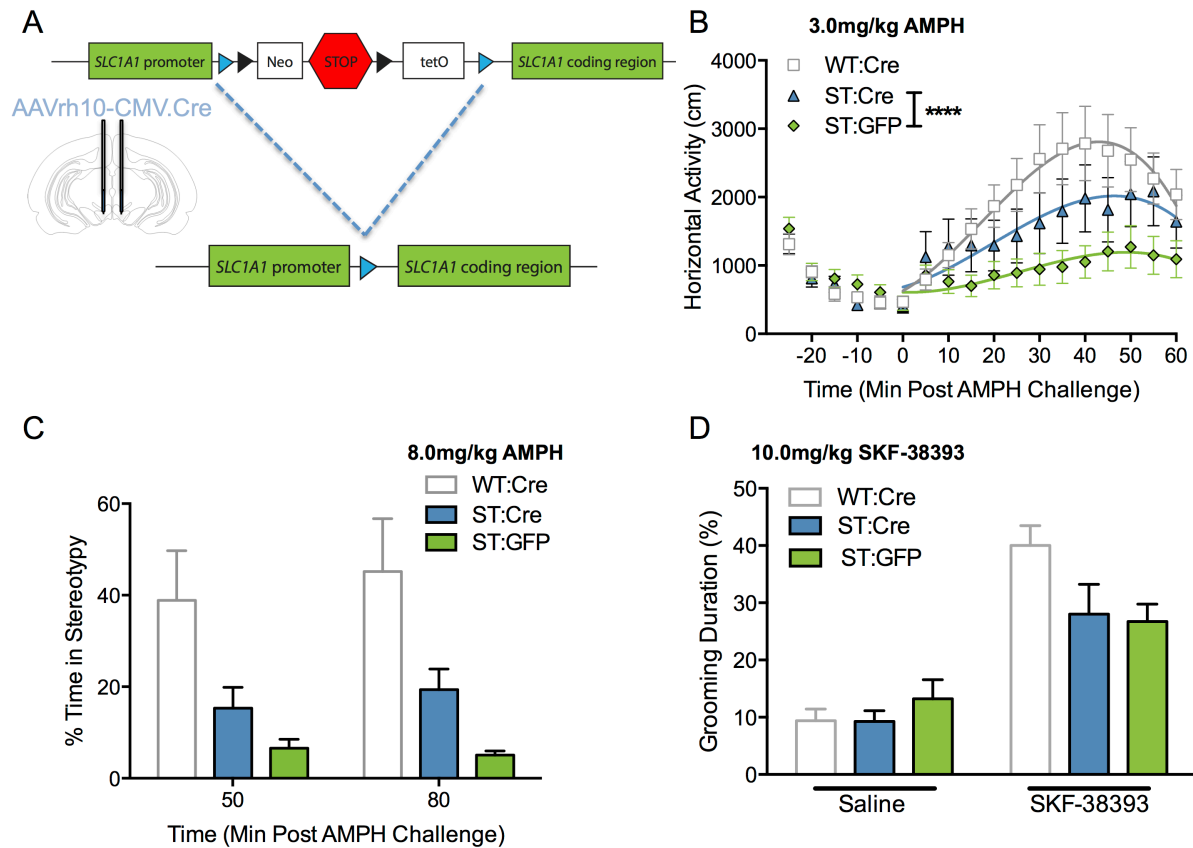 A
SLC1A1 promoter
Neo
STOP
tetO
SLC1A1 coding region
AAVrh10-CMV.Cre
SLC1A1 promoter
SLC1A1 coding region
B
3.0mg/kg AMPH
WT:Cre
ST:Cre
ST:GFP
****
Horizontal Activity (cm)
4000
3000
2000
1000
0
-20 -10 0 10 20 30 40 50 60
Time (Min Post AMPH Challenge)
C
8.0mg/kg AMPH
WT:Cre
ST:Cre
ST:GFP
% Time in Stereotypy
60
40
20
0
50 80
Time (Min Post AMPH Challenge)
D
10.0mg/kg SKF-38393
WT:Cre
ST:Cre
ST:GFP
Grooming Duration (%)
50
40
30
20
10
0
Saline SKF-38393